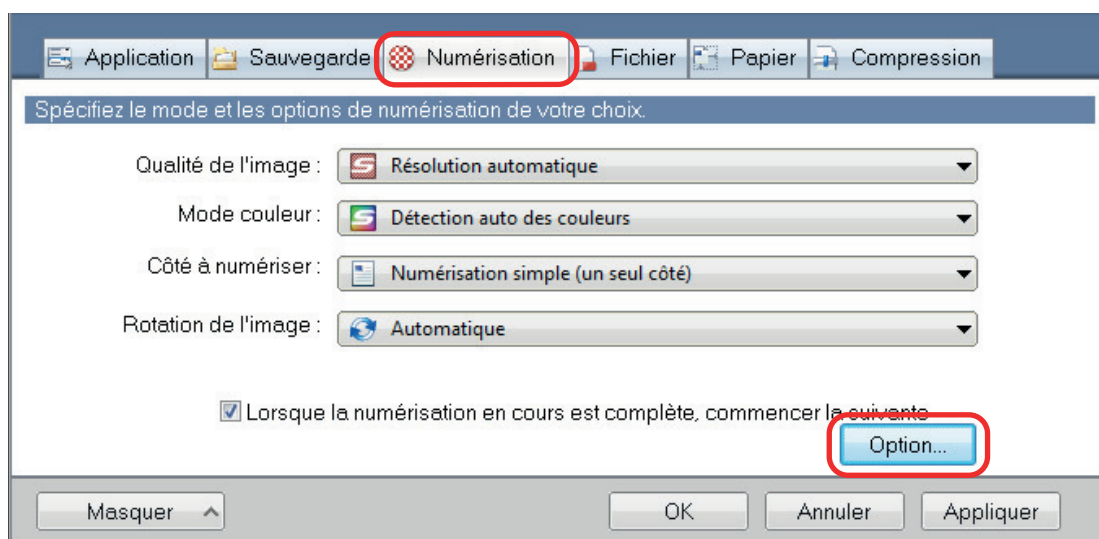 Application Sauvegarde Numérisation Fichier Papier Compression
Spécifiez le mode et les options de numérisation de votre choix.
Qualité de l'image : Résolution automatique
Mode couleur : Détection auto des couleurs
Côté à numériser : Numérisation simple (un seul côté)
Rotation de l'image : Automatique
Lorsque la numérisation en cours est complète, commencer la suivante
Option...
Masquer OK Annuler Appliquer